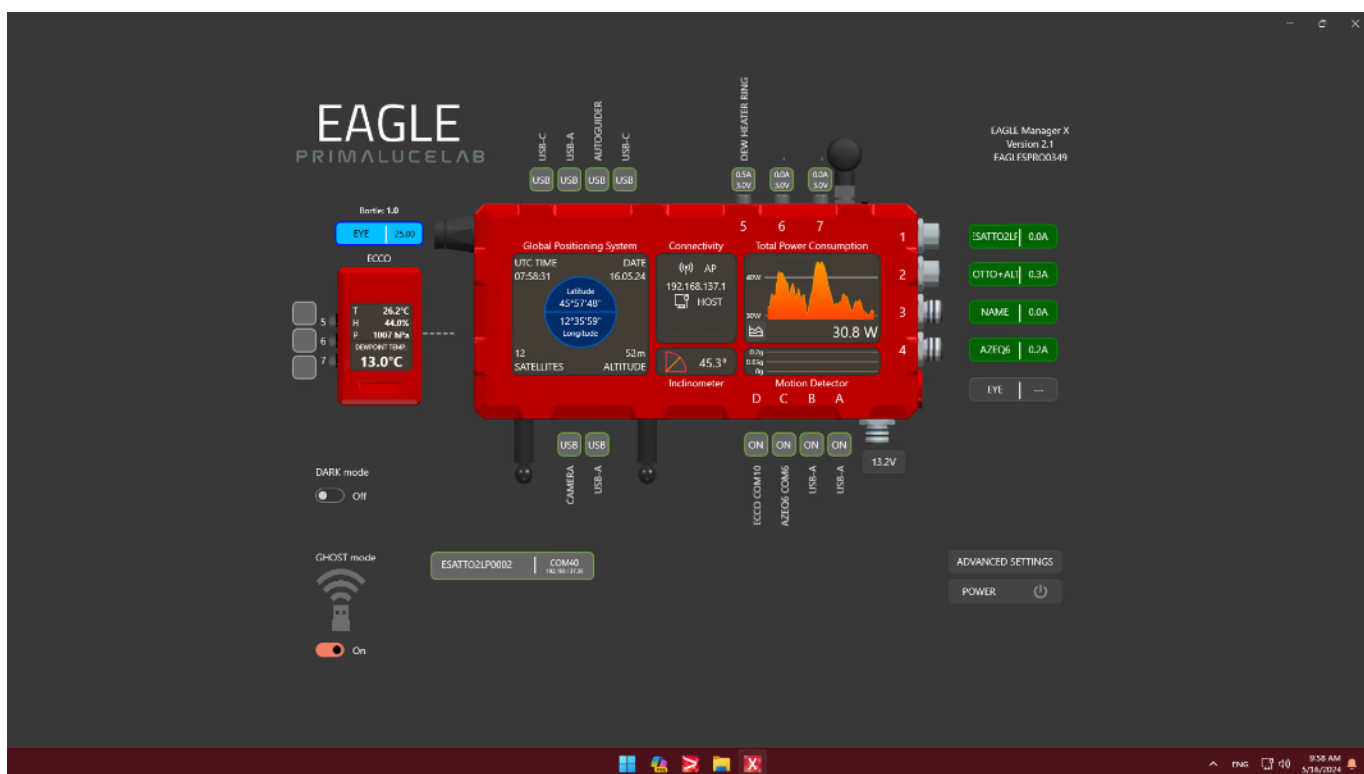 EAGLE
PRIMALUCELAB
USB-C
USB-A
AUTOGUIDER
USB-C
USB
USB
USB
USB
DEW HEATER RING
0.5A
3.0V
0.0A
3.0V
0.0A
3.0V
5
6
7
EAGLE Manager X
Version 2.1
EAGLE5PRO0349
Bortle: 1.0
EYE
25.00
ECCO
T 26.2°C
H 44.0%
P 1007 hPa
DEWPOINT TEMP.
13.0°C
5
6
7
Global Positioning System
UTC TIME
DATE
07:58:31
16.05.24
Latitude
45°57'48"
12°35'59"
Longitude
12
52m
SATELLITES
ALTITUDE
Connectivity
AP
192.168.137.1
HOST
45.3°
Inclinometer
Total Power Consumption
40W
30W
30.8 W
0g
Motion Detector
D
C
B
A
1
2
3
4
ESATTO2LP
0.0A
OTTO+AL
0.3A
NAME
0.0A
AZEQ6
0.2A
EYE
---
USB
USB
CAMERA
USB-A
ON
ON
ON
ON
ECCO COM10
AZEQ6 COM6
USB-A
USB-A
13.2V
DARK mode
Off
GHOST mode
On
ESATTO2LP0002
COM40
ADVANCED SETTINGS
POWER
ENG
9:58 AM
5/16/2024